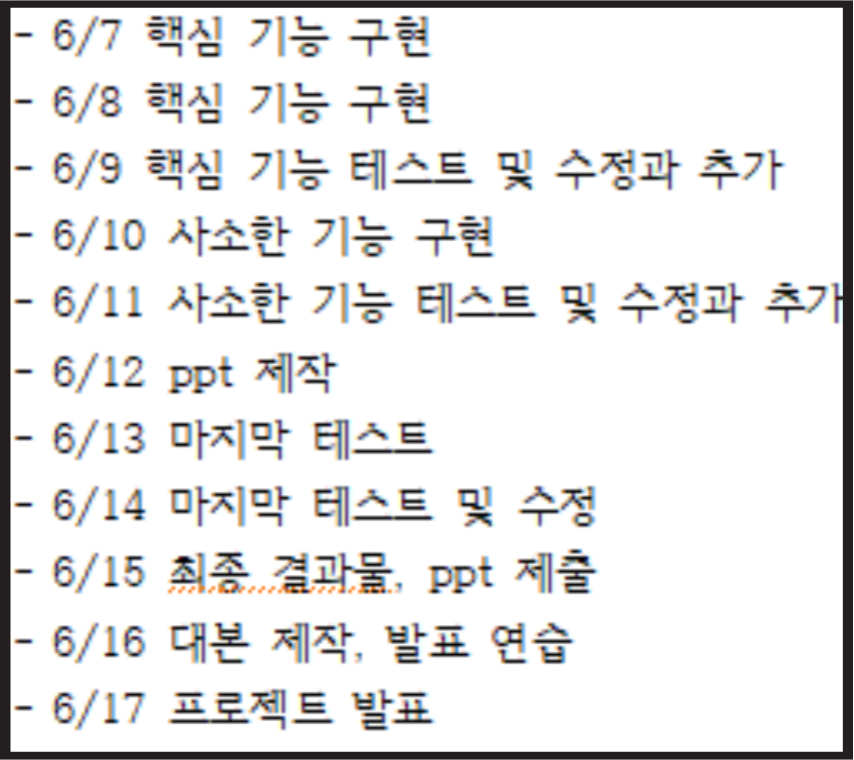 - 6/7 핵심 기능 구현
- 6/8 핵심 기능 구현
- 6/9 핵심 기능 테스트 및 수정과 추가
- 6/10 사소한 기능 구현
- 6/11 사소한 기능 테스트 및 수정과 추가
- 6/12 ppt 제작
- 6/13 마지막 테스트
- 6/14 마지막 테스트 및 수정
- 6/15 최종 결과물, ppt 제출
- 6/16 대본 제작, 발표 연습
- 6/17 프로젝트 발표